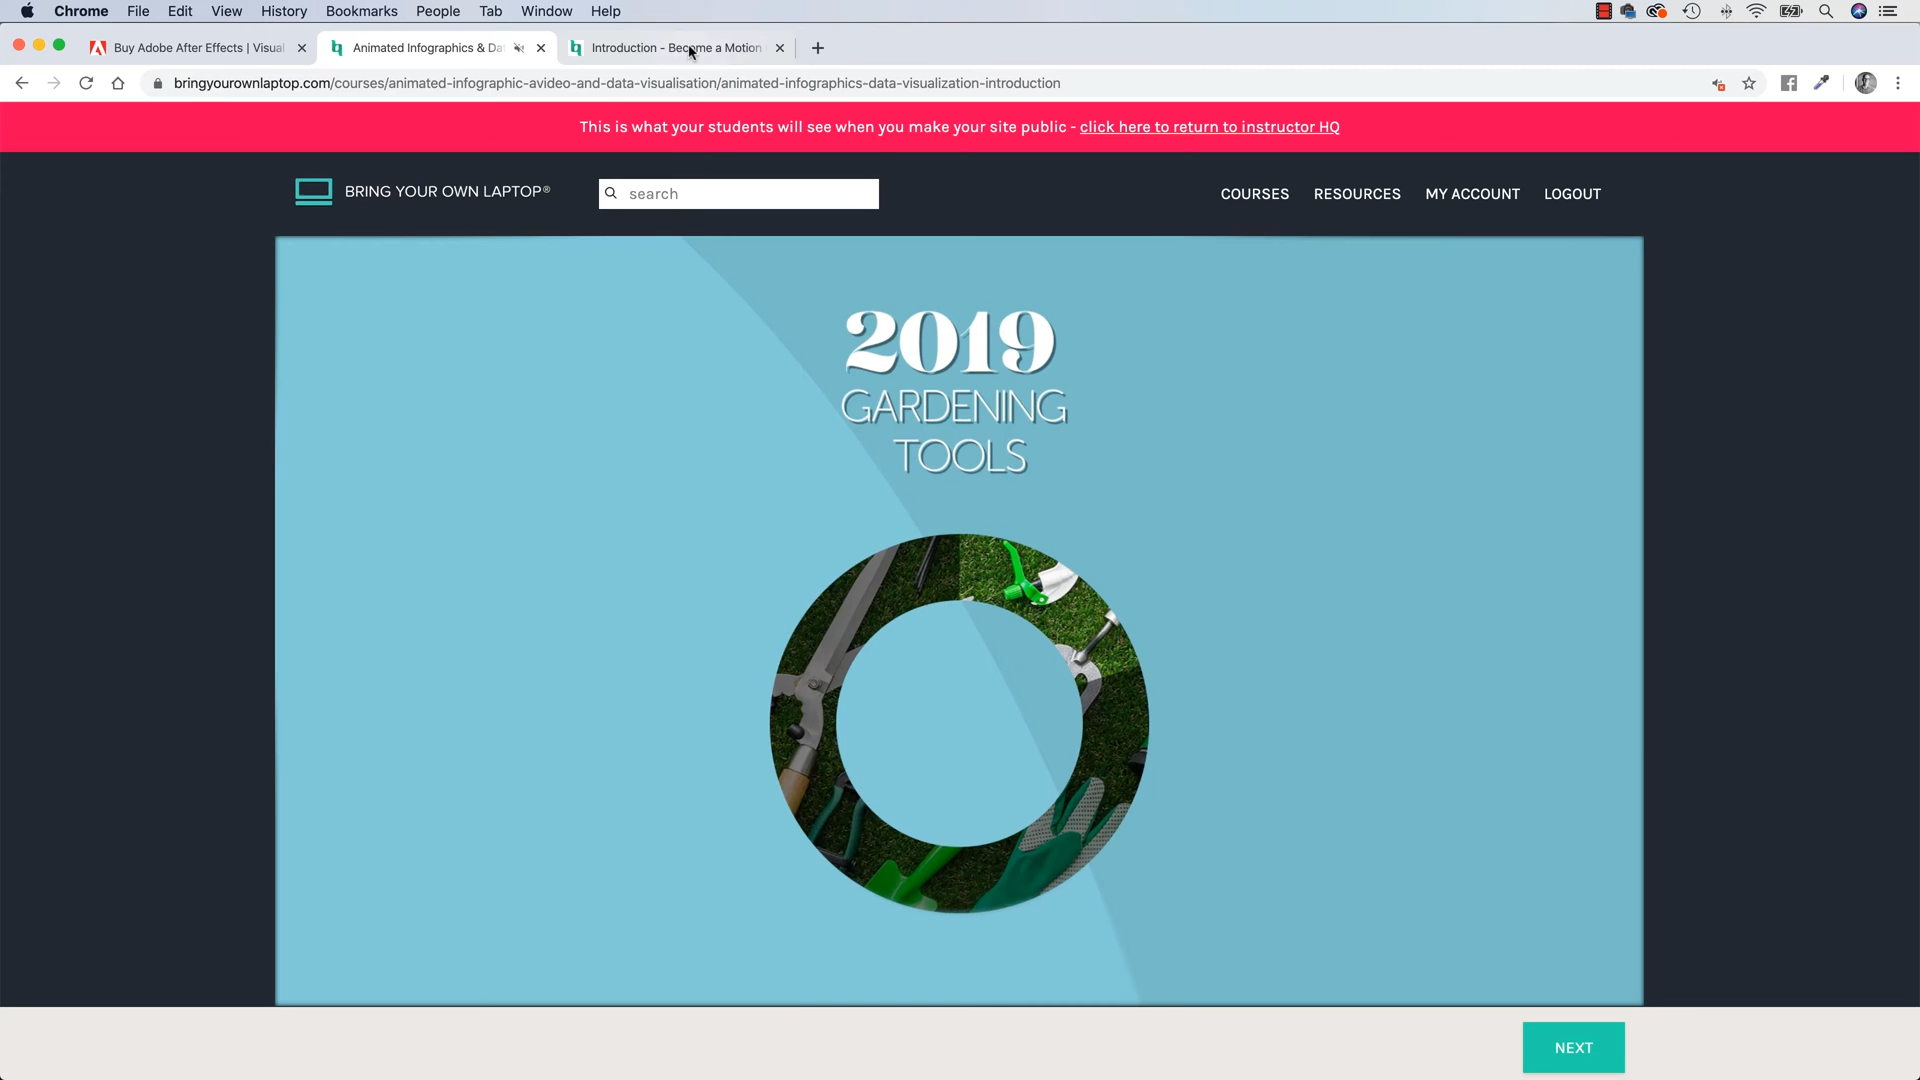 Chrome File Edit View History Bookmarks People Tab Window Help
Buy Adobe After Effects | Visual
Animated Infographics & Da
Introduction - Become a Motion
bringyourownlaptop.com/courses/animated-infographic-avideo-and-data-visualisation/animated-infographics-data-visualization-introduction
This is what your students will see when you make your site public - click here to return to instructor HQ
BRING YOUR OWN LAPTOP®
search
COURSES RESOURCES MY ACCOUNT LOGOUT
2019
GARDENING
TOOLS
NEXT